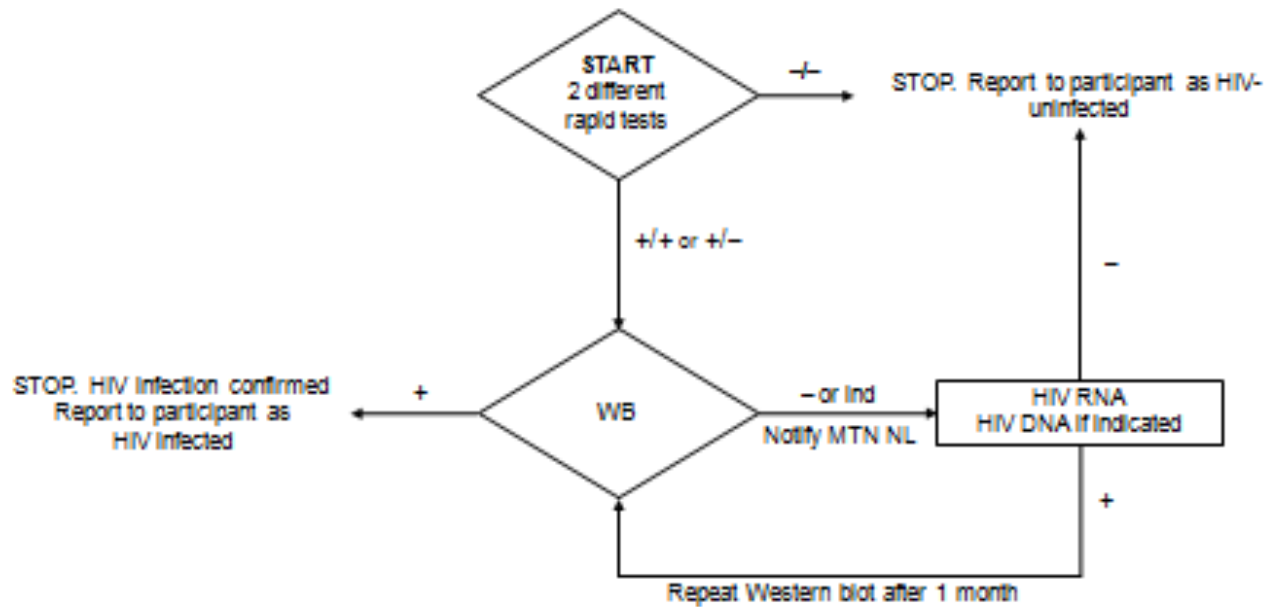 START
2 different
rapid tests
–/–
STOP. Report to participant as HIV-
uninfected
+/+ or +/–
–
STOP. HIV Infection confirmed
Report to participant as
HIV Infected
+
WB
– or Ind
Notify MTN NL
HIV RNA
HIV DNA if Indicated
+
Repeat Western blot after 1 month